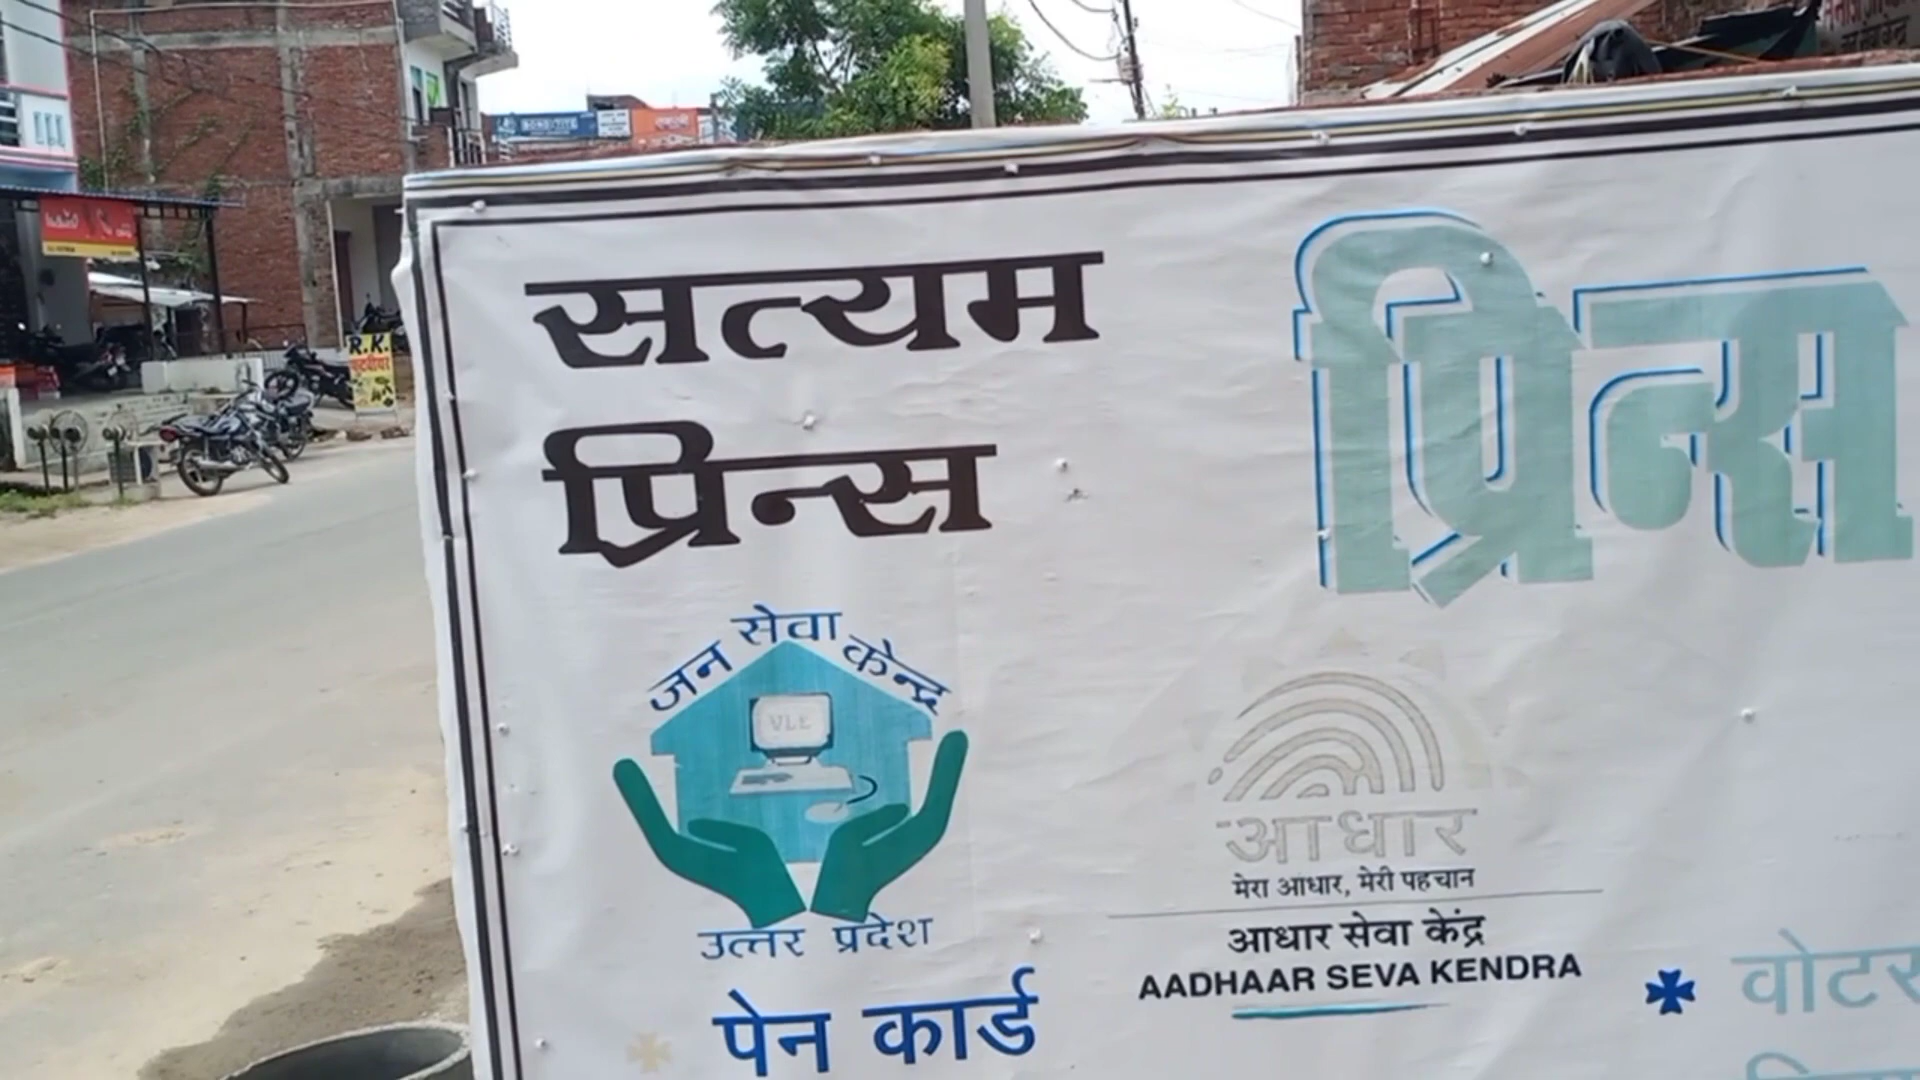 सत्यम
प्रिन्स
प्रिन्स
जन सेवा केन्द्र
VLE
उत्तर प्रदेश
पेन कार्ड
आधार
मेरा आधार, मेरी पहचान
आधार सेवा केंद्र
AADHAAR SEVA KENDRA
वोटर
R.K.